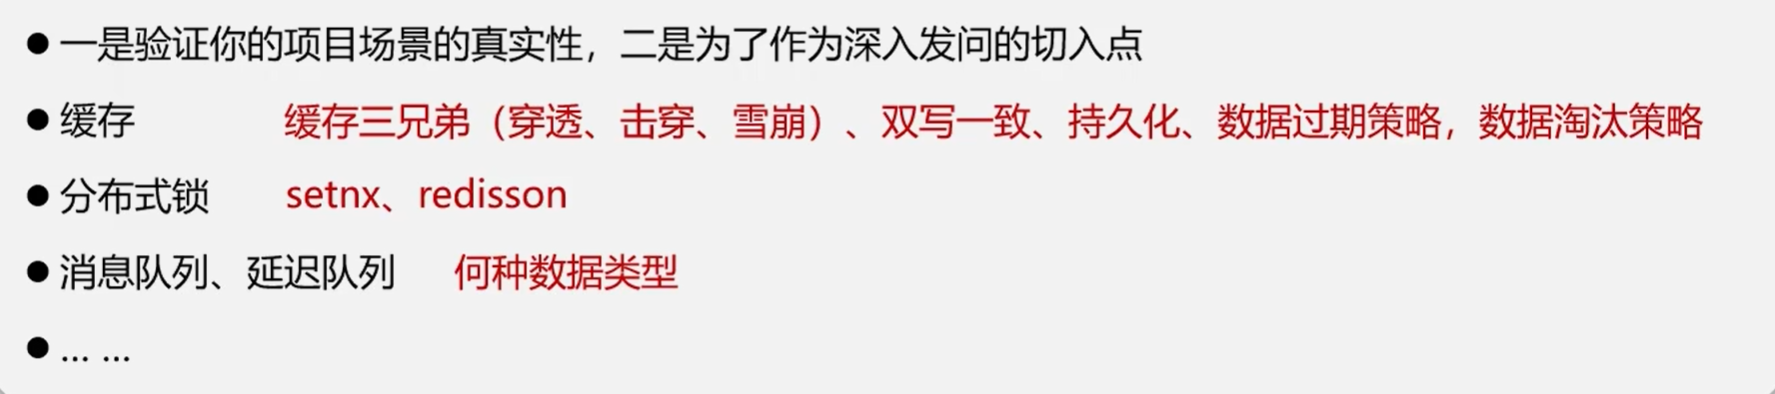 ● 一是验证你的项目场景的真实性，二是为了作为深入发问的切入点
● 缓存 缓存三兄弟（穿透、击穿、雪崩）、双写一致、持久化、数据过期策略，数据淘汰策略
● 分布式锁 setnx、redisson
● 消息队列、延迟队列 何种数据类型
● ... ...